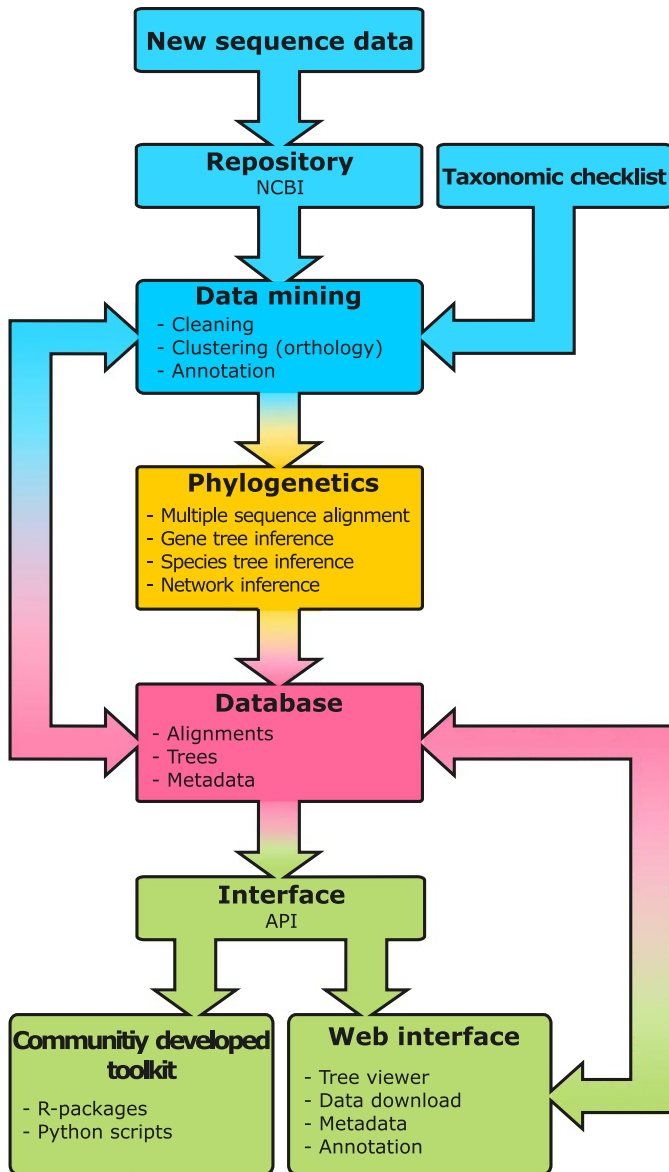 New sequence data
Repository
NCBI
Taxonomic checklist
Data mining
- Cleaning
- Clustering (orthology)
- Annotation
Phylogenetics
- Multiple sequence alignment
- Gene tree inference
- Species tree inference
- Network inference
Database
- Alignments
- Trees
- Metadata
Interface
API
Communitiy developed
toolkit
- R-packages
- Python scripts
Web interface
- Tree viewer
- Data download
- Metadata
- Annotation